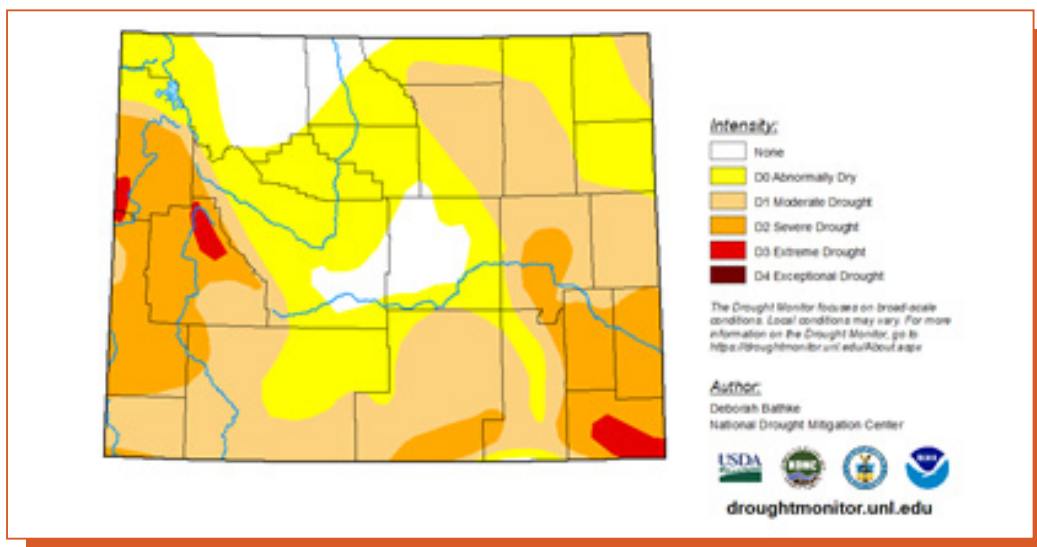 Intensity:
None
D0 Abnormally Dry
D1 Moderate Drought
D2 Severe Drought
D3 Extreme Drought
D4 Exceptional Drought
The Drought Monitor focuses on broad-scale
conditions. Local conditions may vary. For more
information on the Drought Monitor, go to
https://droughtmonitor.unl.edu/About.aspx
Author:
Deborah Bathke
National Drought Mitigation Center
USDA
droughtmonitor.unl.edu